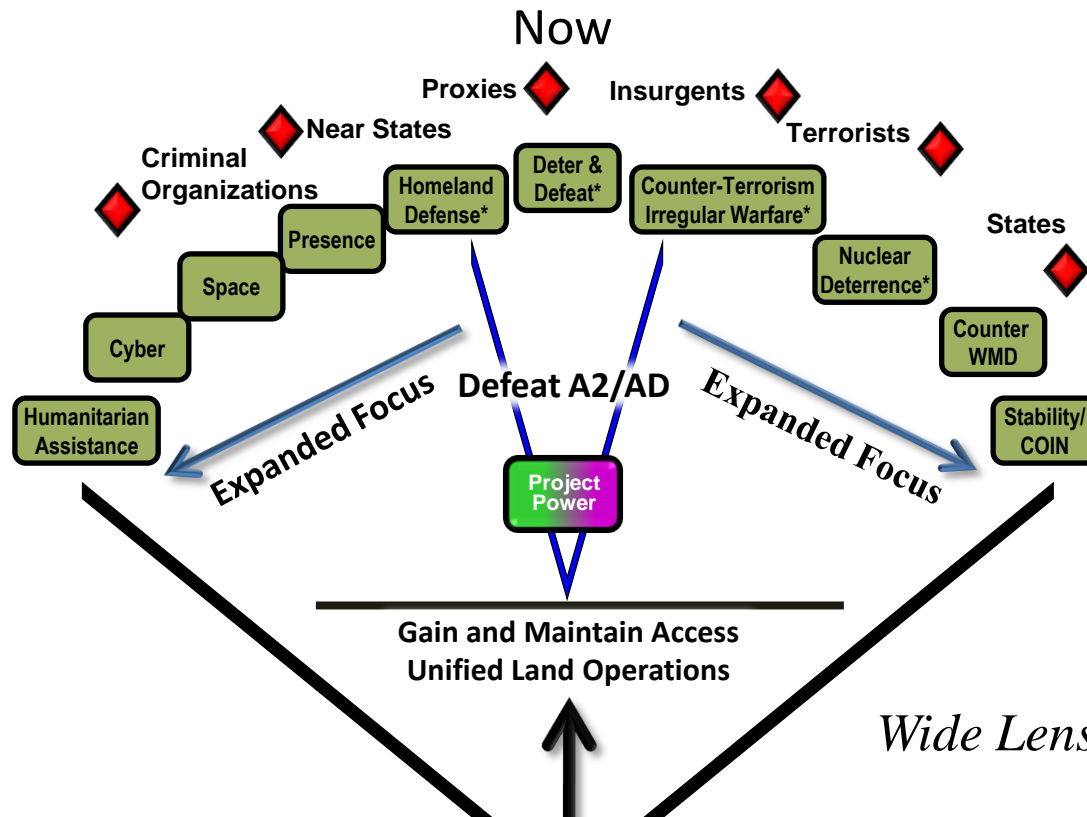 Now
Proxies
Insurgents
Near States
Terrorists
Criminal
Organizations
States
Deter &
Defeat*
Homeland
Defense*
Counter-Terrorism
Irregular Warfare*
Presence
Nuclear
Deterrence*
Space
Counter
WMD
Cyber
Humanitarian
Assistance
Stability/
COIN
Expanded Focus
Defeat A2/AD
Expanded Focus
Project
Power
Gain and Maintain Access
Unified Land Operations
Wide Lens